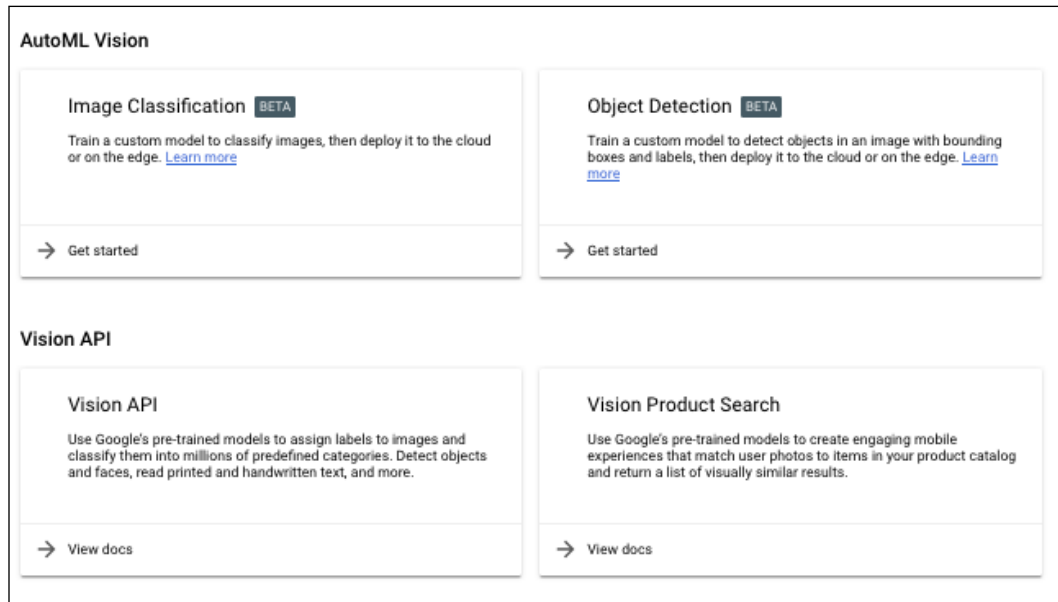 AutoML Vision
Image Classification BETA
Train a custom model to classify images, then deploy it to the cloud
or on the edge. Learn more
Get started
Object Detection BETA
Train a custom model to detect objects in an image with bounding
boxes and labels, then deploy it to the cloud or on the edge. Learn
more
Get started
Vision API
Vision API
Use Google's pre-trained models to assign labels to images and
classify them into millions of predefined categories. Detect objects
and faces, read printed and handwritten text, and more.
View docs
Vision Product Search
Use Google's pre-trained models to create engaging mobile
experiences that match user photos to items in your product catalog
and return a list of visually similar results.
View docs